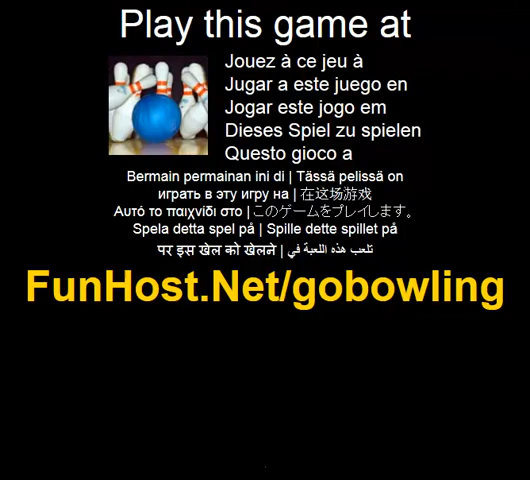 Play this game at
Jouez à ce jeu à
Jugar a este juego en
Jogar este jogo em
Dieses Spiel zu spielen
Questo gioco a
Bermain permainan ini di | Tässä pelissä on
играть в эту игру на | 在这场游戏
Αυτό το παιχνίδι στο | このゲームをプレイします。
Spela detta spel på | Spille dette spillet på
पर इस खेल को खेलने | تلعب هذه اللعبة في
FunHost.Net/gobowling